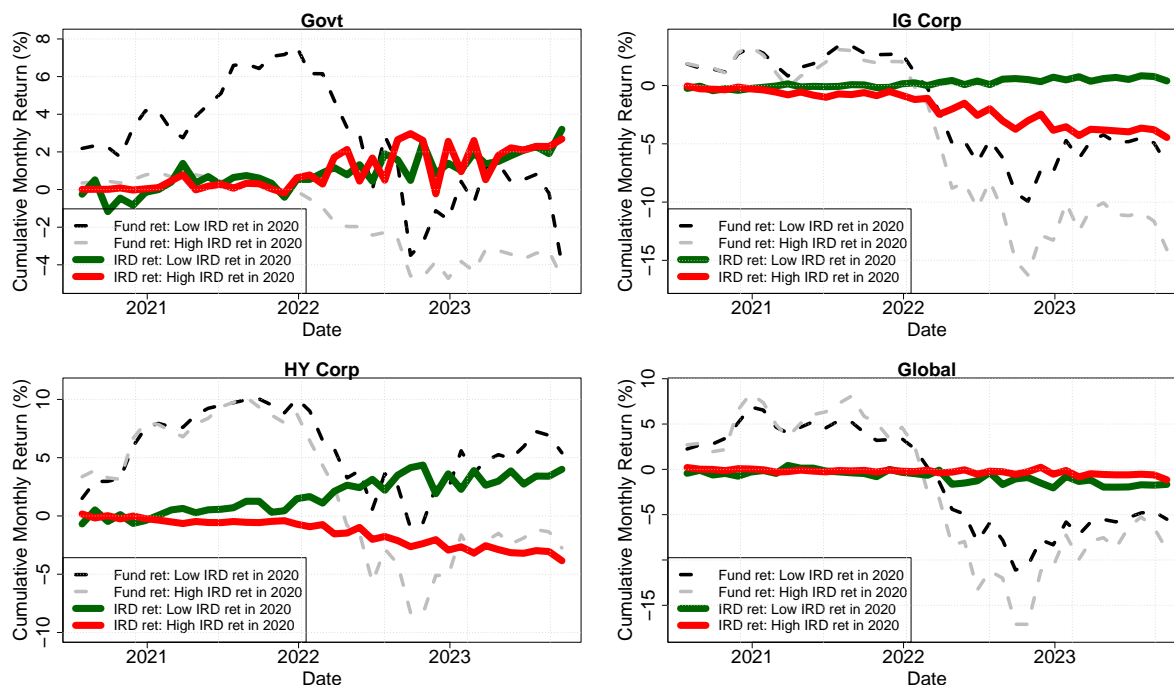 Govt
Cumulative Monthly Return (%)
8
6
4
2
0
−2
−4
Fund ret: Low IRD ret in 2020
Fund ret: High IRD ret in 2020
IRD ret: Low IRD ret in 2020
IRD ret: High IRD ret in 2020
2021
2022
2023
Date
IG Corp
Cumulative Monthly Return (%)
0
−5
−10
−15
Fund ret: Low IRD ret in 2020
Fund ret: High IRD ret in 2020
IRD ret: Low IRD ret in 2020
IRD ret: High IRD ret in 2020
2021
2022
2023
Date
HY Corp
Cumulative Monthly Return (%)
10
5
0
−5
−10
Fund ret: Low IRD ret in 2020
Fund ret: High IRD ret in 2020
IRD ret: Low IRD ret in 2020
IRD ret: High IRD ret in 2020
2021
2022
2023
Date
Global
Cumulative Monthly Return (%)
10
5
0
−5
−15
Fund ret: Low IRD ret in 2020
Fund ret: High IRD ret in 2020
IRD ret: Low IRD ret in 2020
IRD ret: High IRD ret in 2020
2021
2022
2023
Date